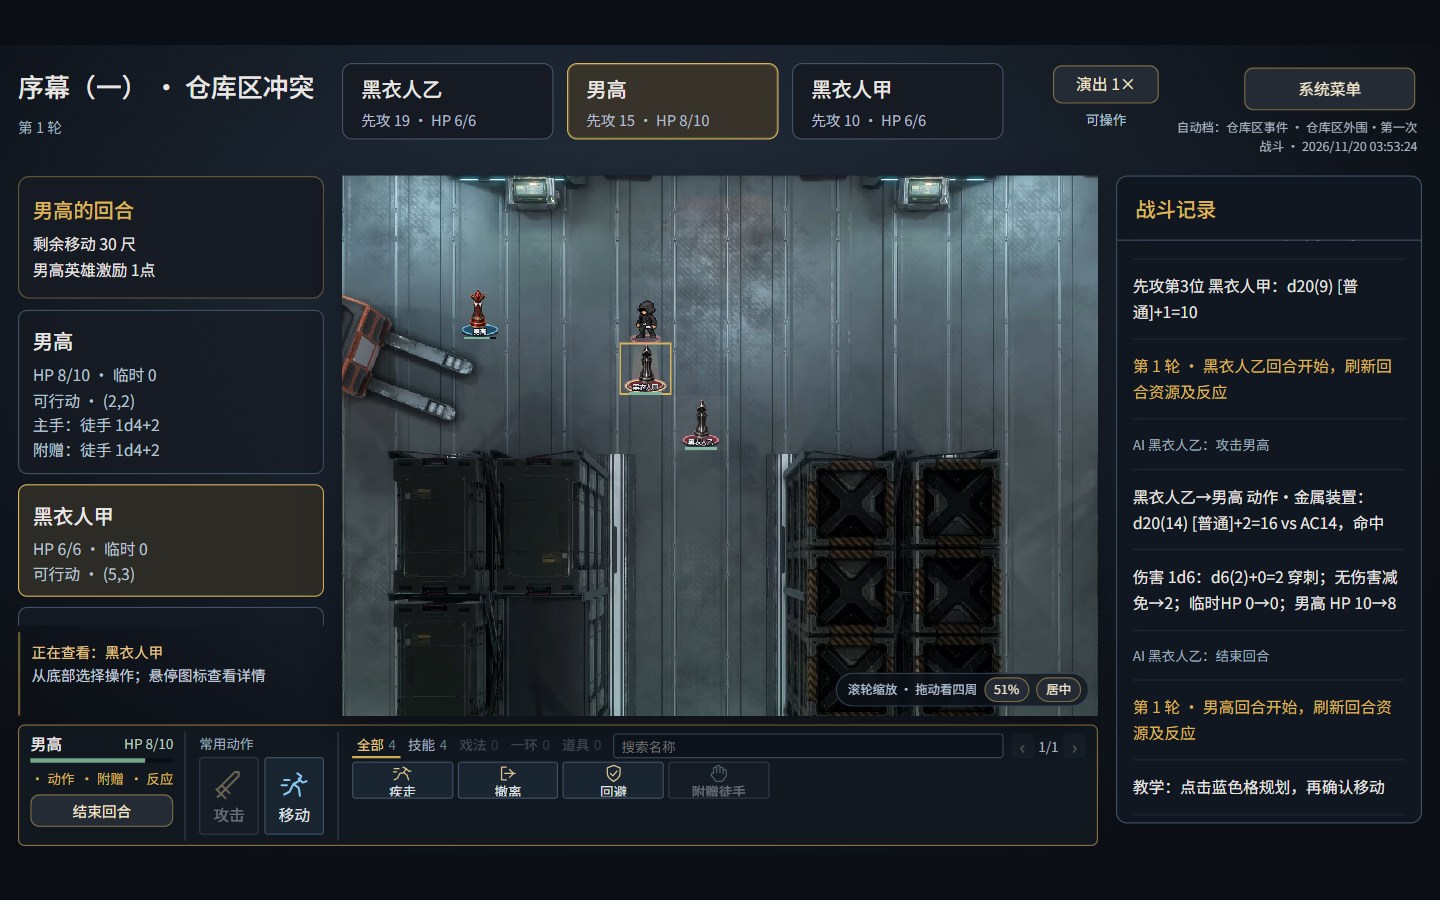 序幕（一） · 仓库区冲突
第 1 轮
黑衣人乙
先攻 19 · HP 6/6
男高
先攻 15 · HP 8/10
黑衣人甲
先攻 10 · HP 6/6
演出 1×
可操作
系统菜单
自动档：仓库区事件 · 仓库区外围 · 第一次
战斗 · 2026/11/20 03:53:24
男高的回合
剩余移动 30 尺
男高英雄激励 1点
男高
HP 8/10 · 临时 0
可行动 · (2,2)
主手：徒手 1d4+2
附赠：徒手 1d4+2
黑衣人甲
HP 6/6 · 临时 0
可行动 · (5,3)
正在查看：黑衣人甲
从底部选择操作；悬停图标查看详情
男高
黑衣人甲
黑衣人乙
滚轮缩放 · 拖动看四周
51%
居中
战斗记录
先攻第3位 黑衣人甲：d20(9) [普
通]+1=10
第 1 轮 · 黑衣人乙回合开始，刷新回
合资源及反应
AI 黑衣人乙：攻击男高
黑衣人乙→男高 动作·金属装置：
d20(14) [普通]+2=16 vs AC14，命中
伤害 1d6：d6(2)+0=2 穿刺；无伤害减
免→2；临时HP 0→0；男高 HP 10→8
AI 黑衣人乙：结束回合
第 1 轮 · 男高回合开始，刷新回合资
源及反应
教学：点击蓝色格规划，再确认移动
男高
HP 8/10
· 动作 · 附赠 · 反应
结束回合
常用动作
攻击
移动
全部 4
技能 4
戏法 0
一环 0
道具 0
搜索名称
‹ 1/1 ›
疾走
撤离
回避
附赠徒手